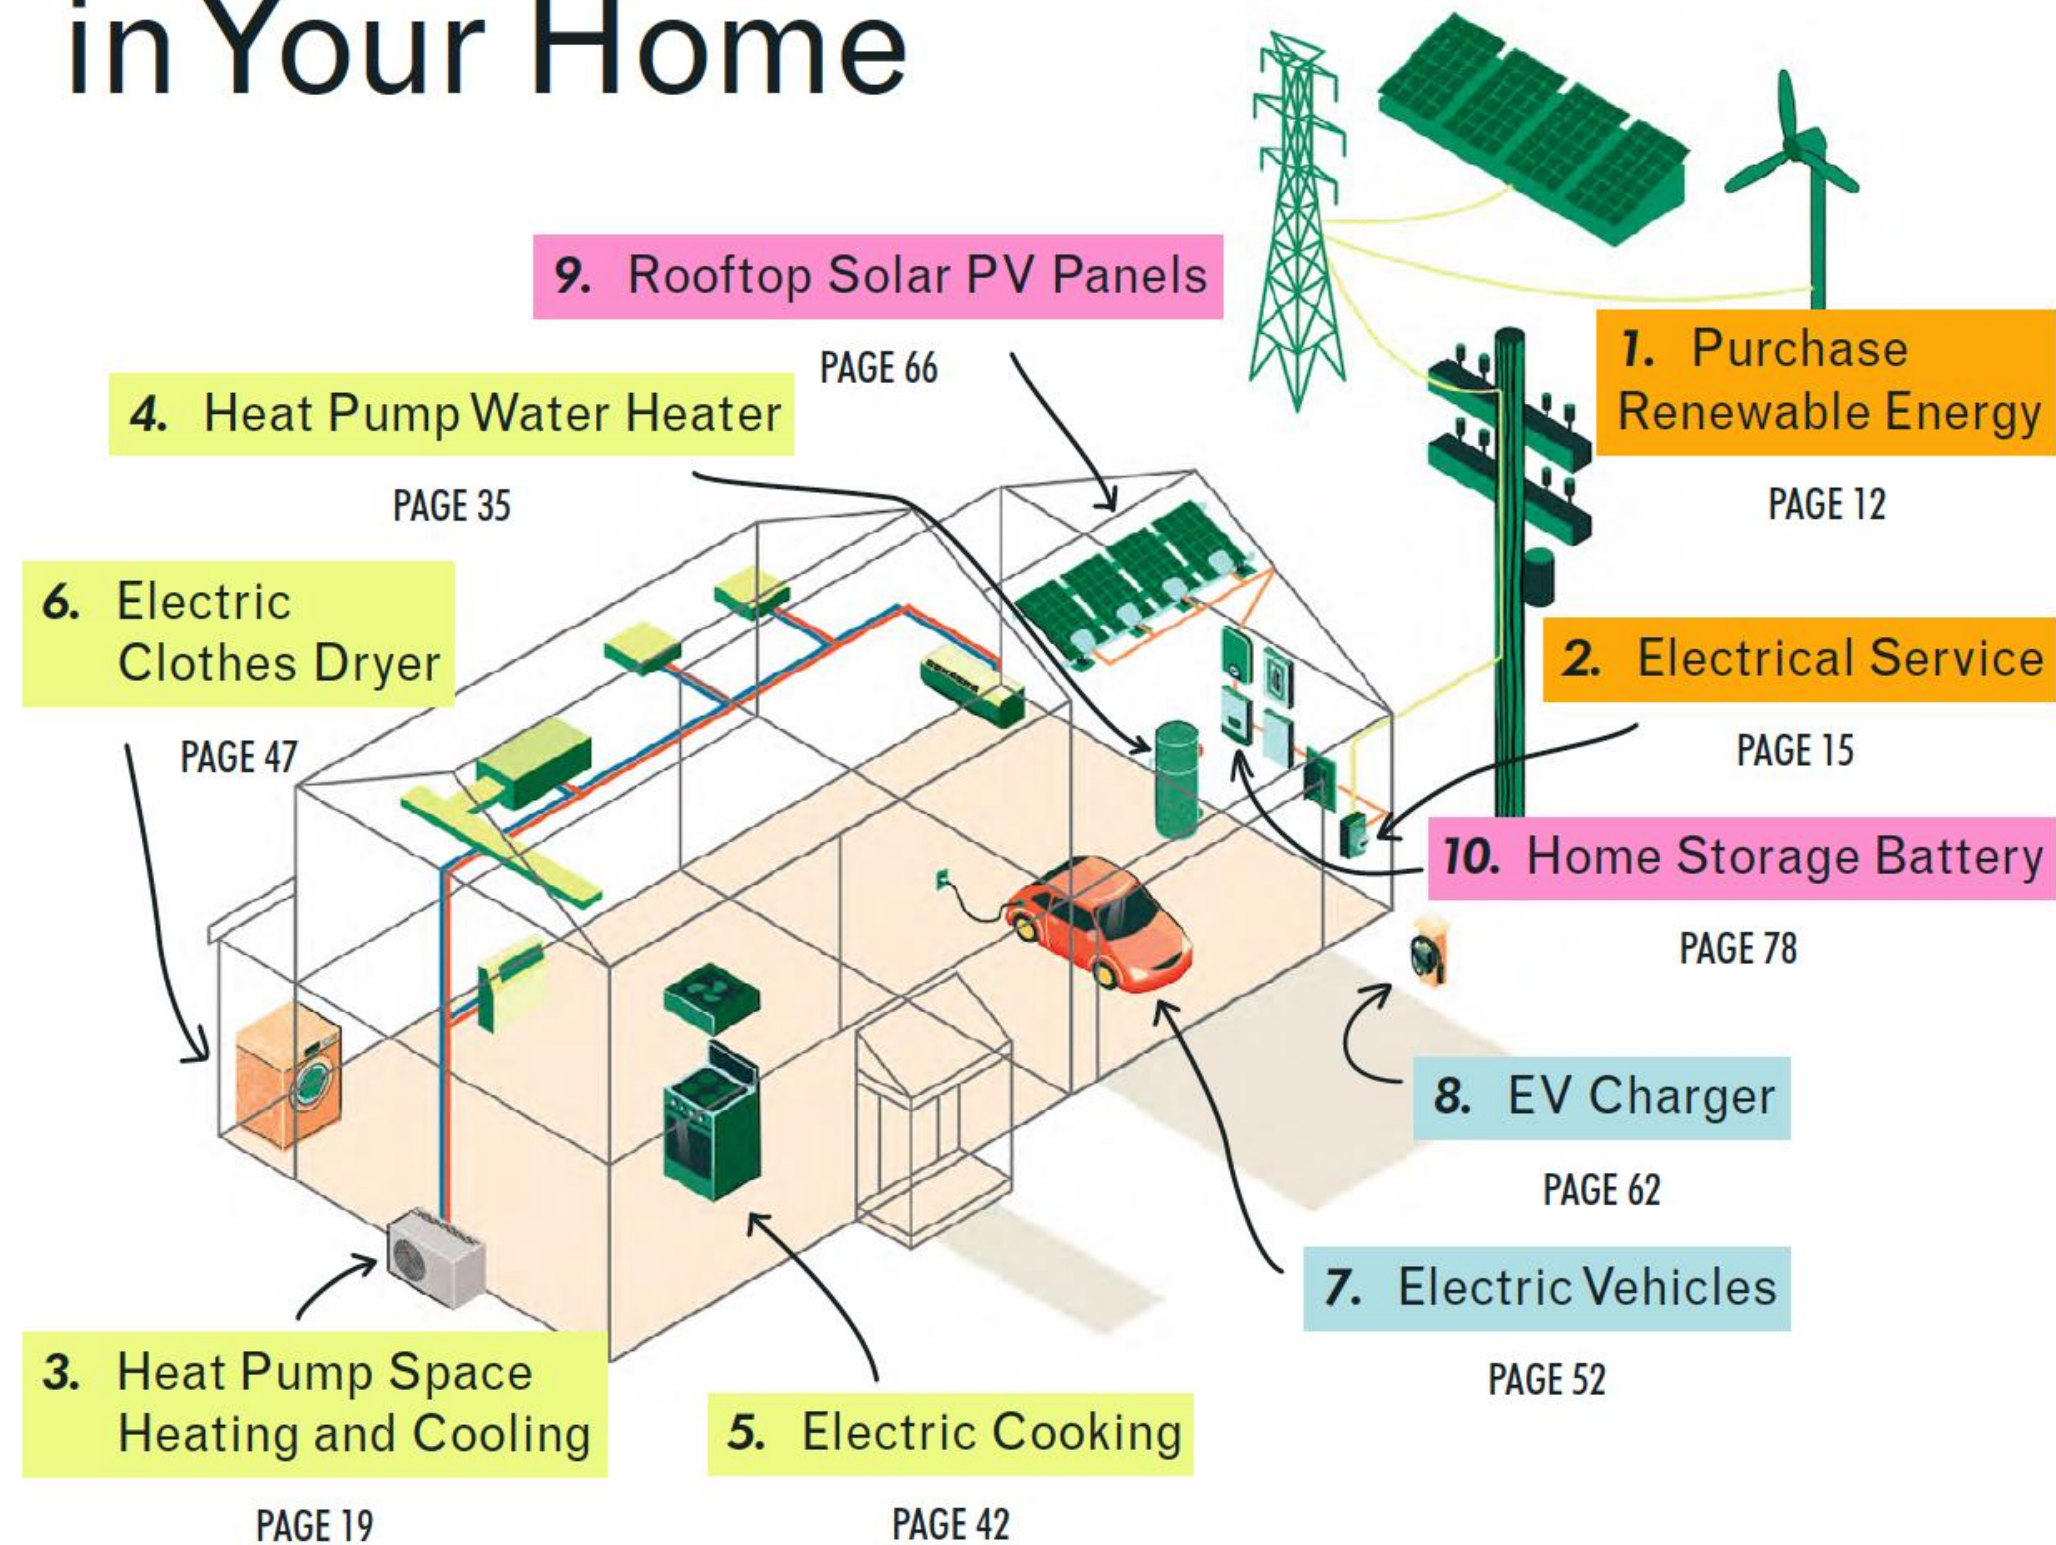 in Your Home
9. Rooftop Solar PV Panels
PAGE 66
1. Purchase
Renewable Energy
PAGE 12
4. Heat Pump Water Heater
PAGE 35
6. Electric
Clothes Dryer
PAGE 47
2. Electrical Service
PAGE 15
10. Home Storage Battery
PAGE 78
8. EV Charger
PAGE 62
7. Electric Vehicles
PAGE 52
3. Heat Pump Space
Heating and Cooling
PAGE 19
5. Electric Cooking
PAGE 42